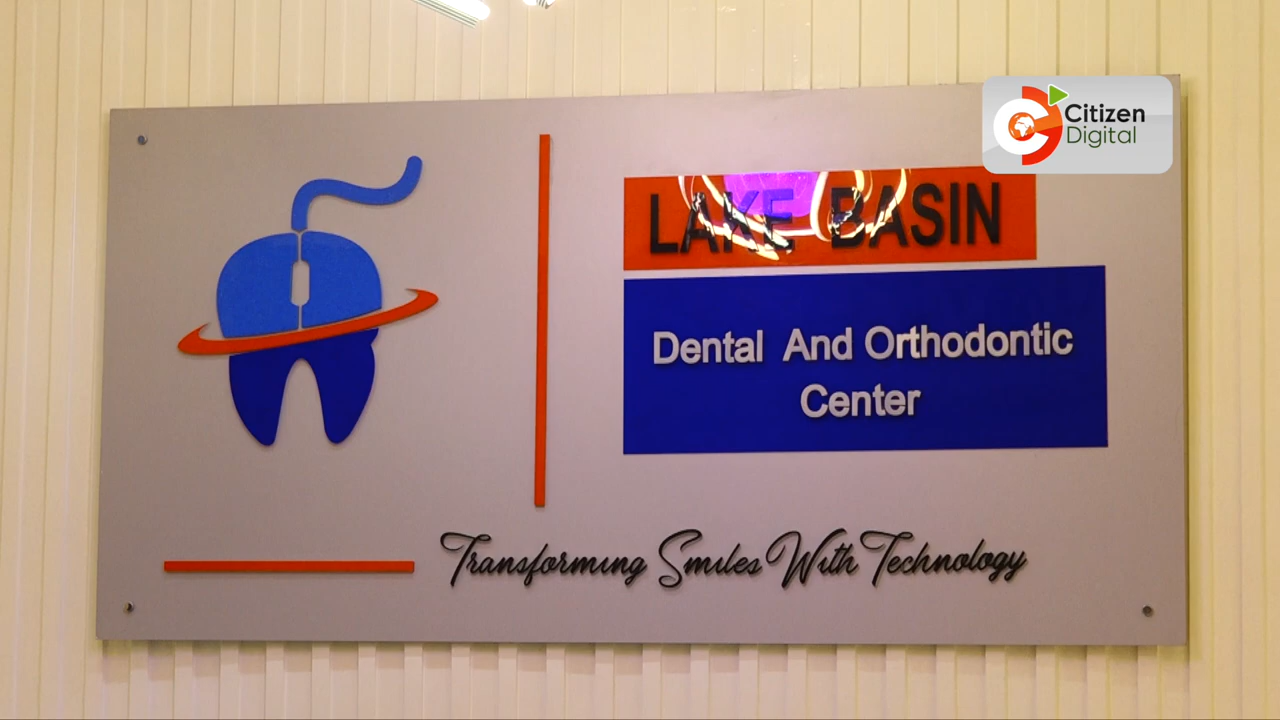 Citizen
Digital
LAKE BASIN
Dental And Orthodontic
Center
Transforming Smiles With Technology